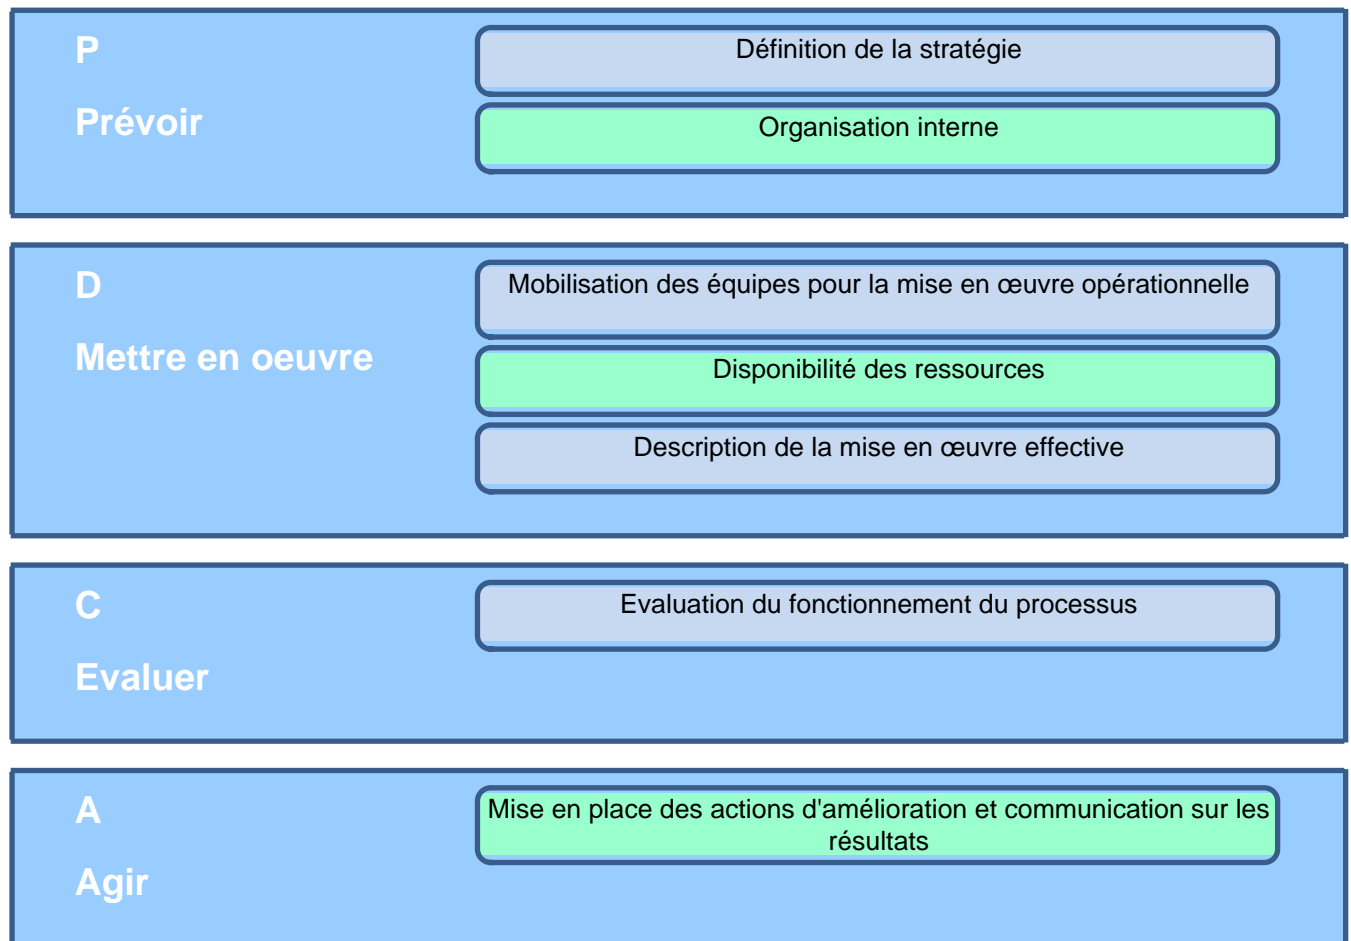 P
Définition de la stratégie
Prévoir
Organisation interne
D
Mobilisation des équipes pour la mise en œuvre opérationnelle
Mettre en oeuvre
Disponibilité des ressources
Description de la mise en œuvre effective
C
Evaluation du fonctionnement du processus
Evaluer
A
Mise en place des actions d'amélioration et communication sur les
résultats
Agir